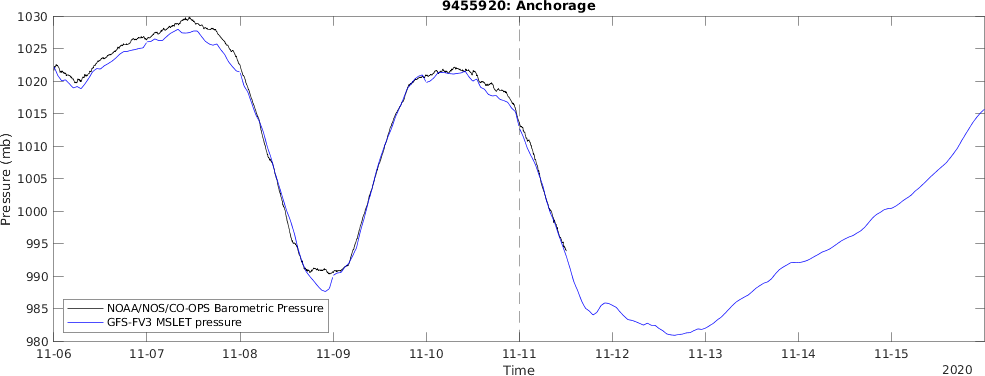 9455920: Anchorage
Pressure (mb)
1030
1025
1020
1015
1010
1005
1000
995
990
985
980
NOAA/NOS/CO-OPS Barometric Pressure
GFS-FV3 MSLET pressure
11-06 11-07 11-08 11-09 11-10 11-11 11-12 11-13 11-14 11-15
Time
2020